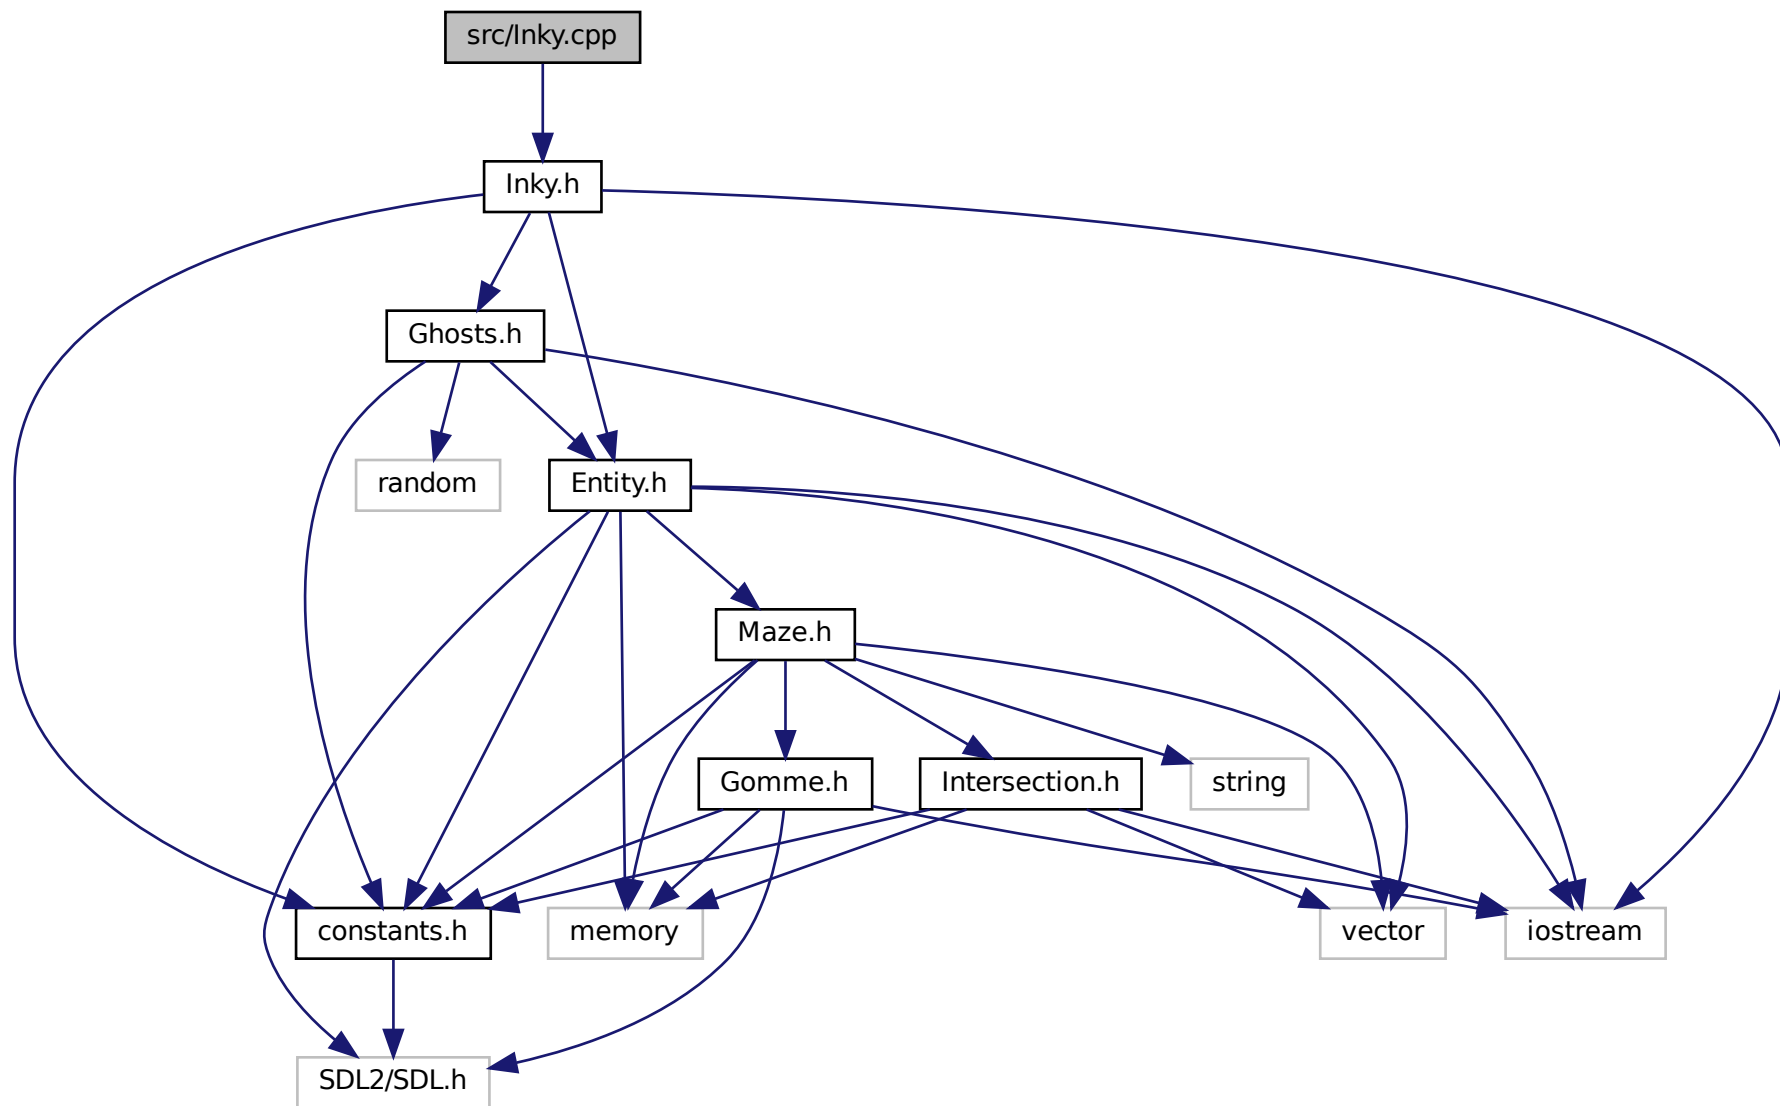 src/Inky.cpp
Inky.h
Ghosts.h
random
Entity.h
Maze.h
Gomme.h
Intersection.h
string
constants.h
memory
vector
iostream
SDL2/SDL.h